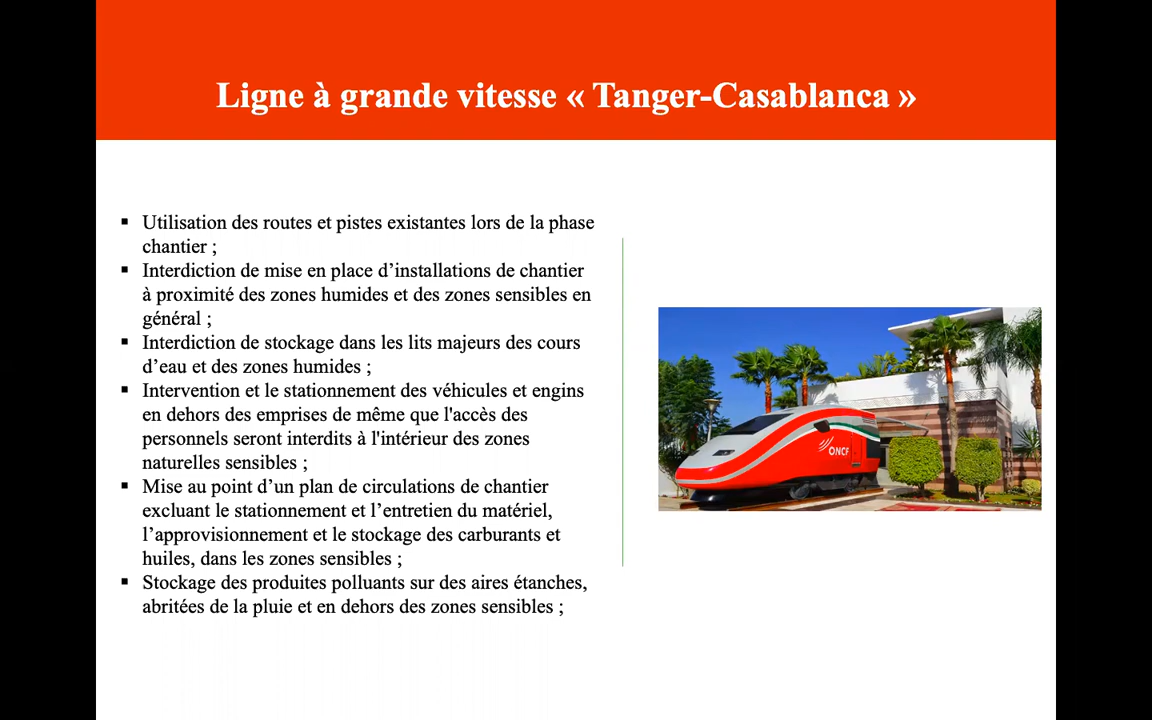 Ligne à grande vitesse « Tanger-Casablanca »
▪ Utilisation des routes et pistes existantes lors de la phase
chantier ;
▪ Interdiction de mise en place d’installations de chantier
à proximité des zones humides et des zones sensibles en
général ;
▪ Interdiction de stockage dans les lits majeurs des cours
d’eau et des zones humides ;
▪ Intervention et le stationnement des véhicules et engins
en dehors des emprises de même que l'accès des
personnels seront interdits à l'intérieur des zones
naturelles sensibles ;
▪ Mise au point d’un plan de circulations de chantier
excluant le stationnement et l’entretien du matériel,
l’approvisionnement et le stockage des carburants et
huiles, dans les zones sensibles ;
▪ Stockage des produites polluants sur des aires étanches,
abritées de la pluie et en dehors des zones sensibles ;
ONCF